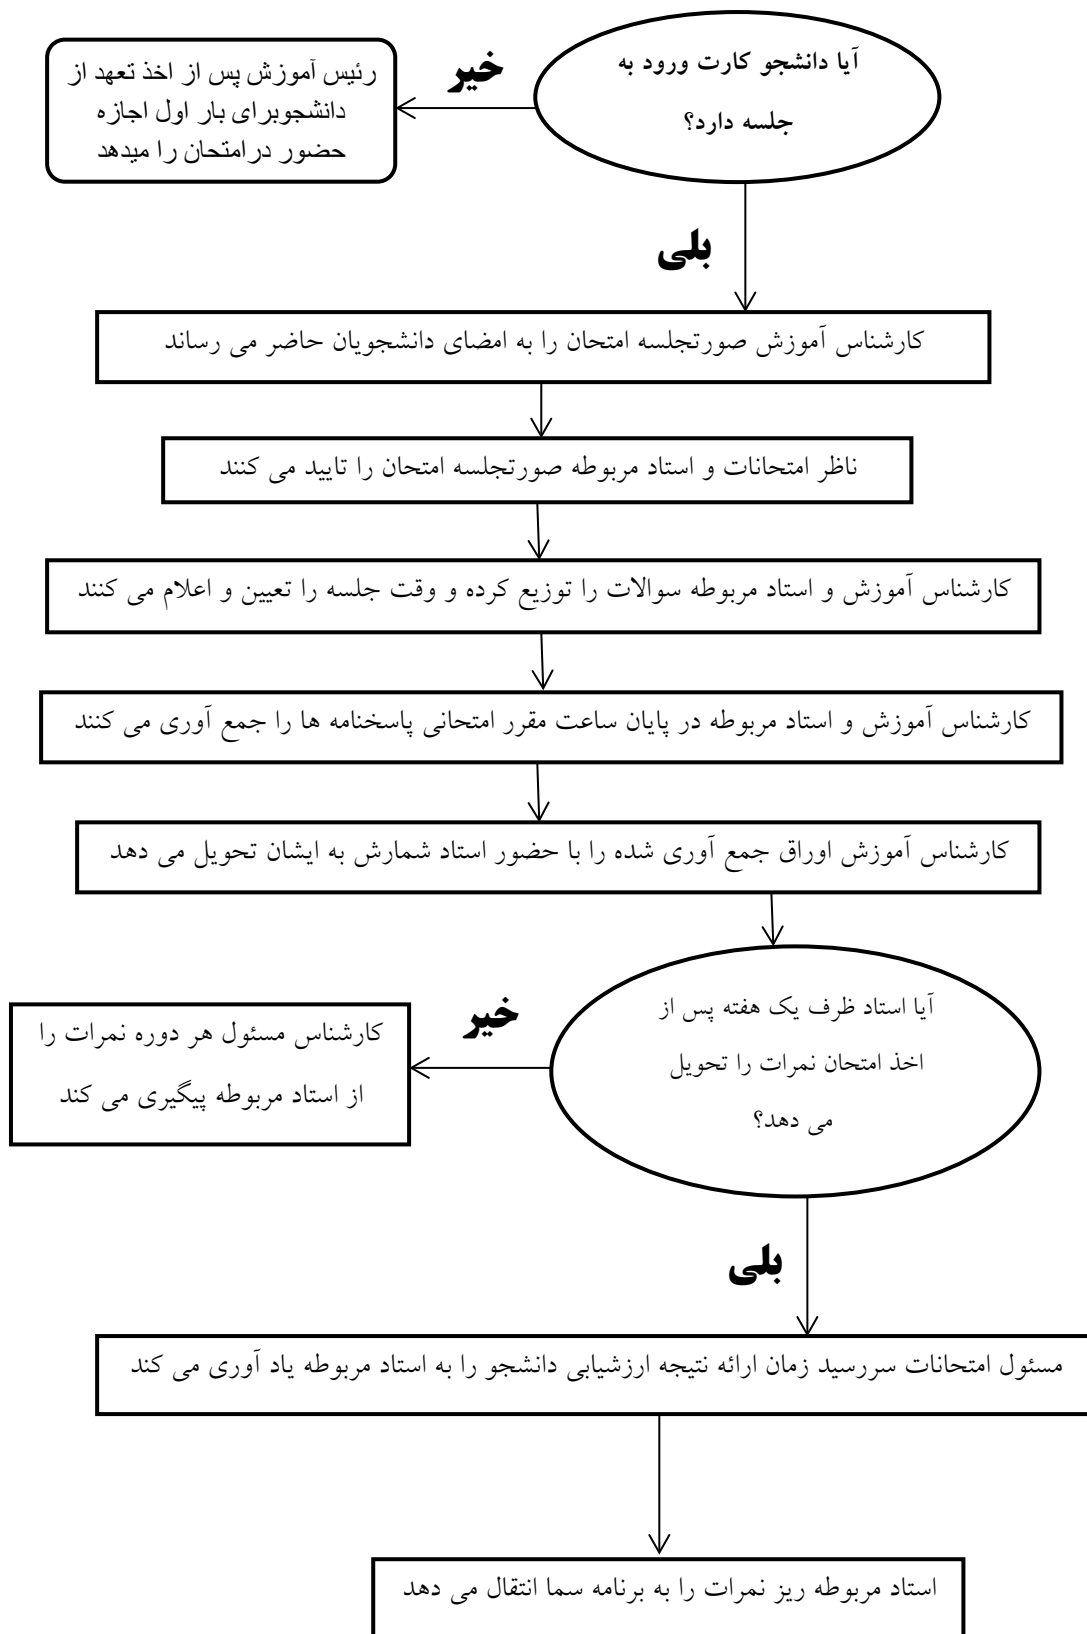 آیا دانشجو کارت ورود به
جلسه دارد؟
خیر
رئیس آموزش پس از اخذ تعهد از
دانشجوبرای بار اول اجازه
حضور درامتحان را میدهد
بلی
کارشناس آموزش صورتجلسه امتحان را به امضای دانشجویان حاضر می رساند
ناظر امتحانات و استاد مربوطه صورتجلسه امتحان را تایید می کنند
کارشناس آموزش و استاد مربوطه سوالات را توزیع کرده و وقت جلسه را تعیین و اعلام می کنند
کارشناس آموزش و استاد مربوطه در پایان ساعت مقرر امتحانی پاسخنامه ها را جمع آوری می کنند
کارشناس آموزش اوراق جمع آوری شده را با حضور استاد شمارش به ایشان تحویل می دهد
آیا استاد ظرف یک هفته پس از
اخذ امتحان نمرات را تحویل
می دهد؟
خیر
کارشناس مسئول هر دوره نمرات را
از استاد مربوطه پیگیری می کند
بلی
مسئول امتحانات سررسید زمان ارائه نتیجه ارزشیابی دانشجو را به استاد مربوطه یاد آوری می کند
استاد مربوطه ریز نمرات را به برنامه سما انتقال می دهد